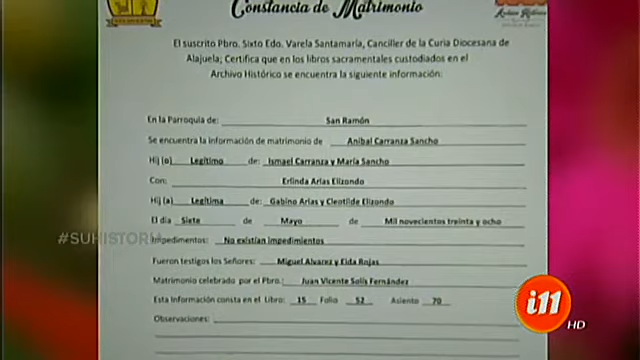 Constancia de Matrimonio
El suscrito Pbro. Sixto Edo. Varela Santamaría, Canciller de la Curia Diocesana de
Alajuela; Certifica que en los libros sacramentales custodiados en el
Archivo Histórico se encuentra la siguiente información:
En la Parroquia de: San Ramón
Se encuentra la información de matrimonio de Anibal Carranza Sancho
Hij (o) Legítimo de: Ismael Carranza y María Sancho
Con: Erlinda Arias Elizondo
Hij (a) Legítima de: Gabino Arias y Cleotilde Elizondo
El día Siete de Mayo de Mil novecientos treinta y ocho
#SUHISTORIA
Impedimentos: No existían impedimentos
Fueron testigos los Señores: Miguel Alvarez y Elda Rojas
Matrimonio celebrado por el Pbro. Juan Vicente Solís Fernández
Esta Información consta en el Libro: 15 Folio 52 Asiento 70
Observaciones:
i11
HD